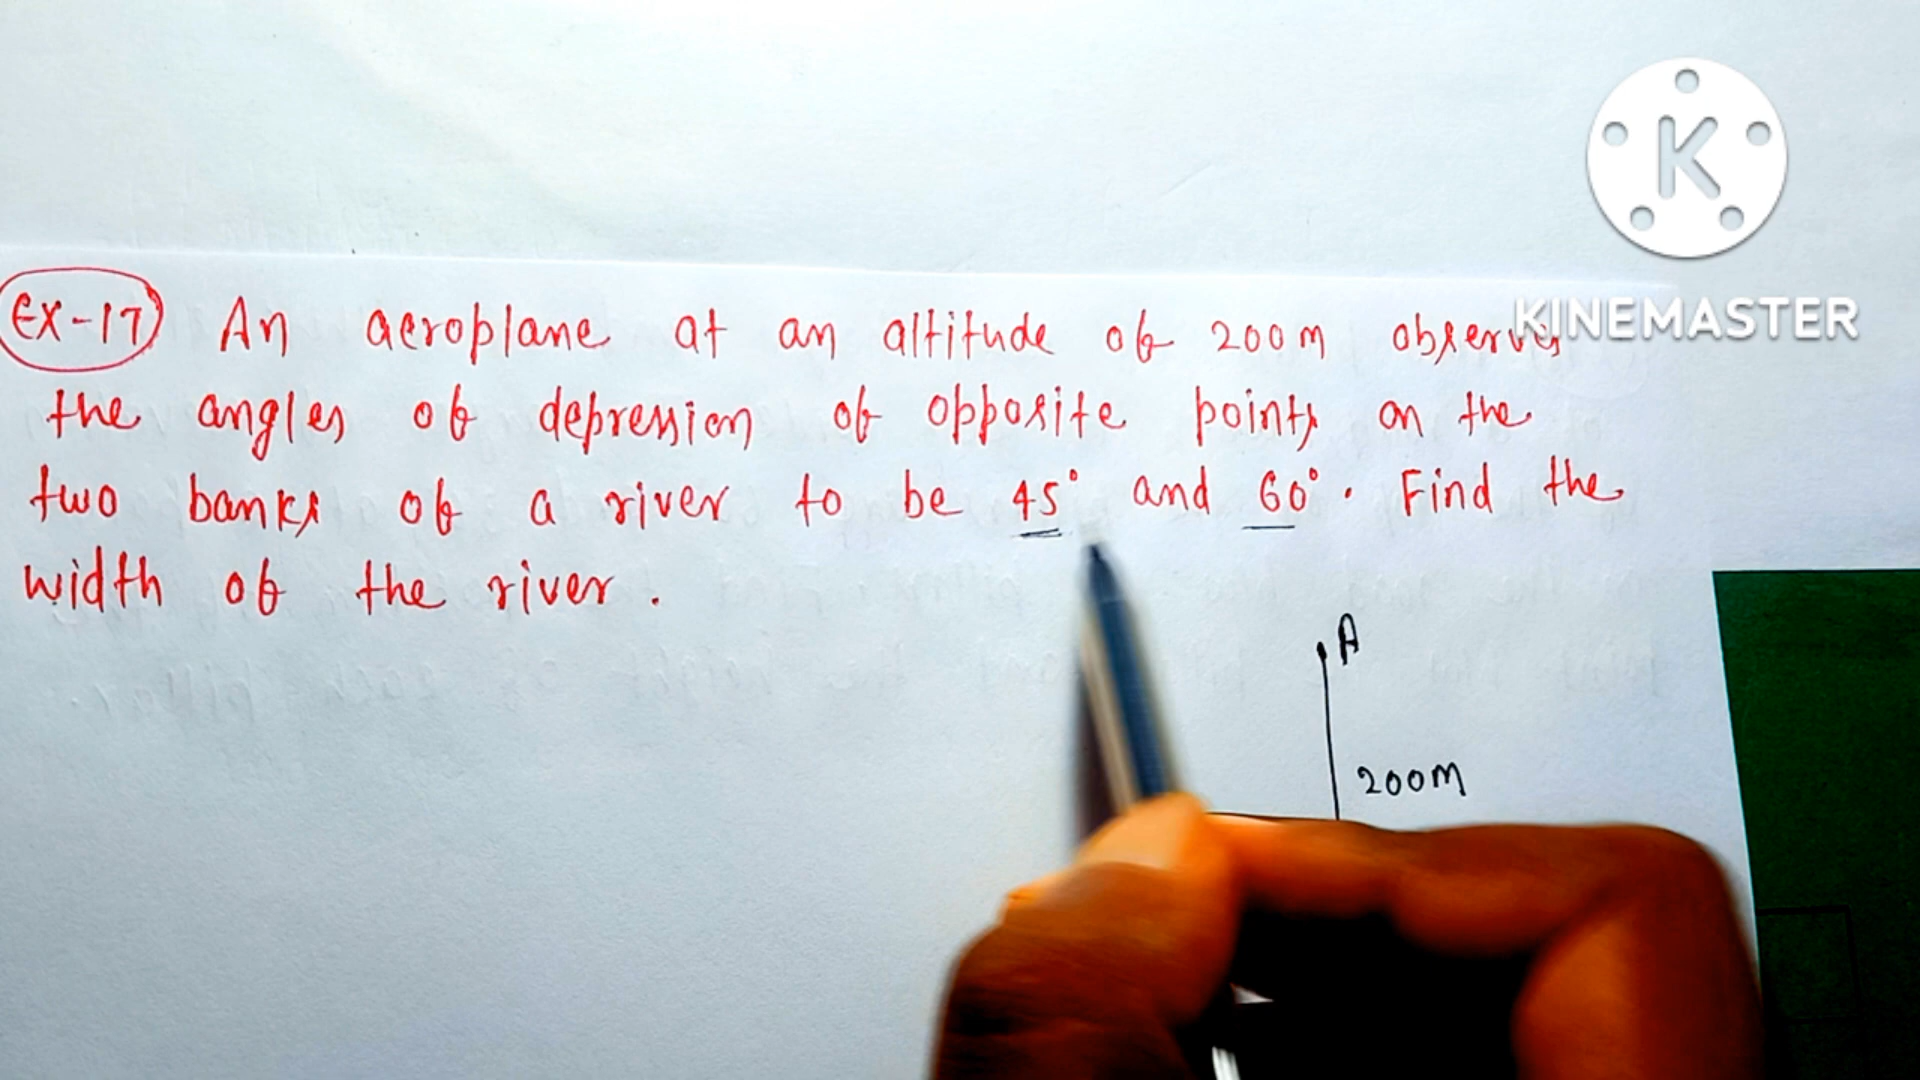 Ex-17 An aeroplane at an altitude of 200m observes
the angles of depression of opposite points on the
two banks of a river to be 45° and 60°. Find the
width of the river.
A
200m
K
KINEMASTER